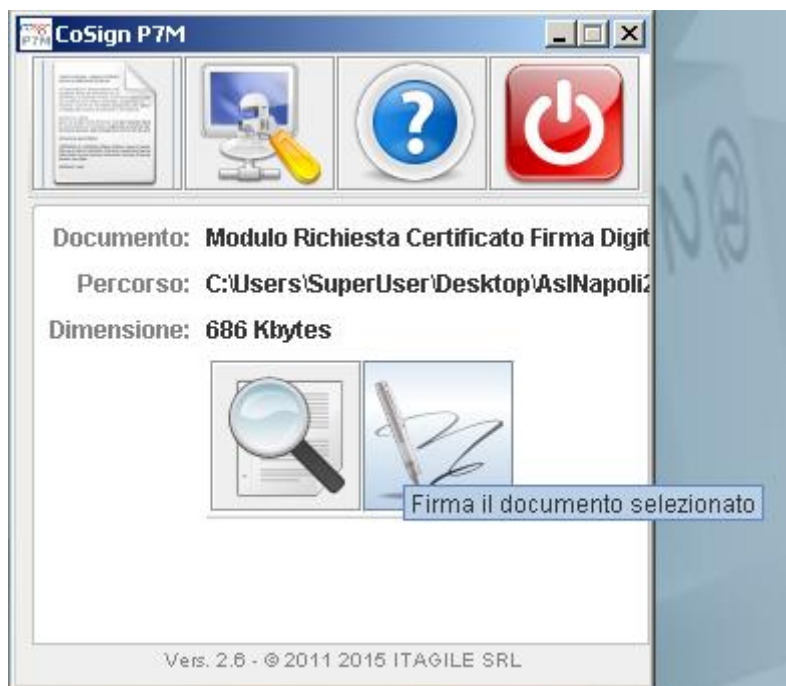 CoSign P7M
Documento: Modulo Richiesta Certificato Firma Digit
Percorso: C:\Users\SuperUser\Desktop\AslNapoli2
Dimensione: 686 Kbytes
Firma il documento selezionato
Vers. 2.6 - © 2011 2015 ITAGILE SRL